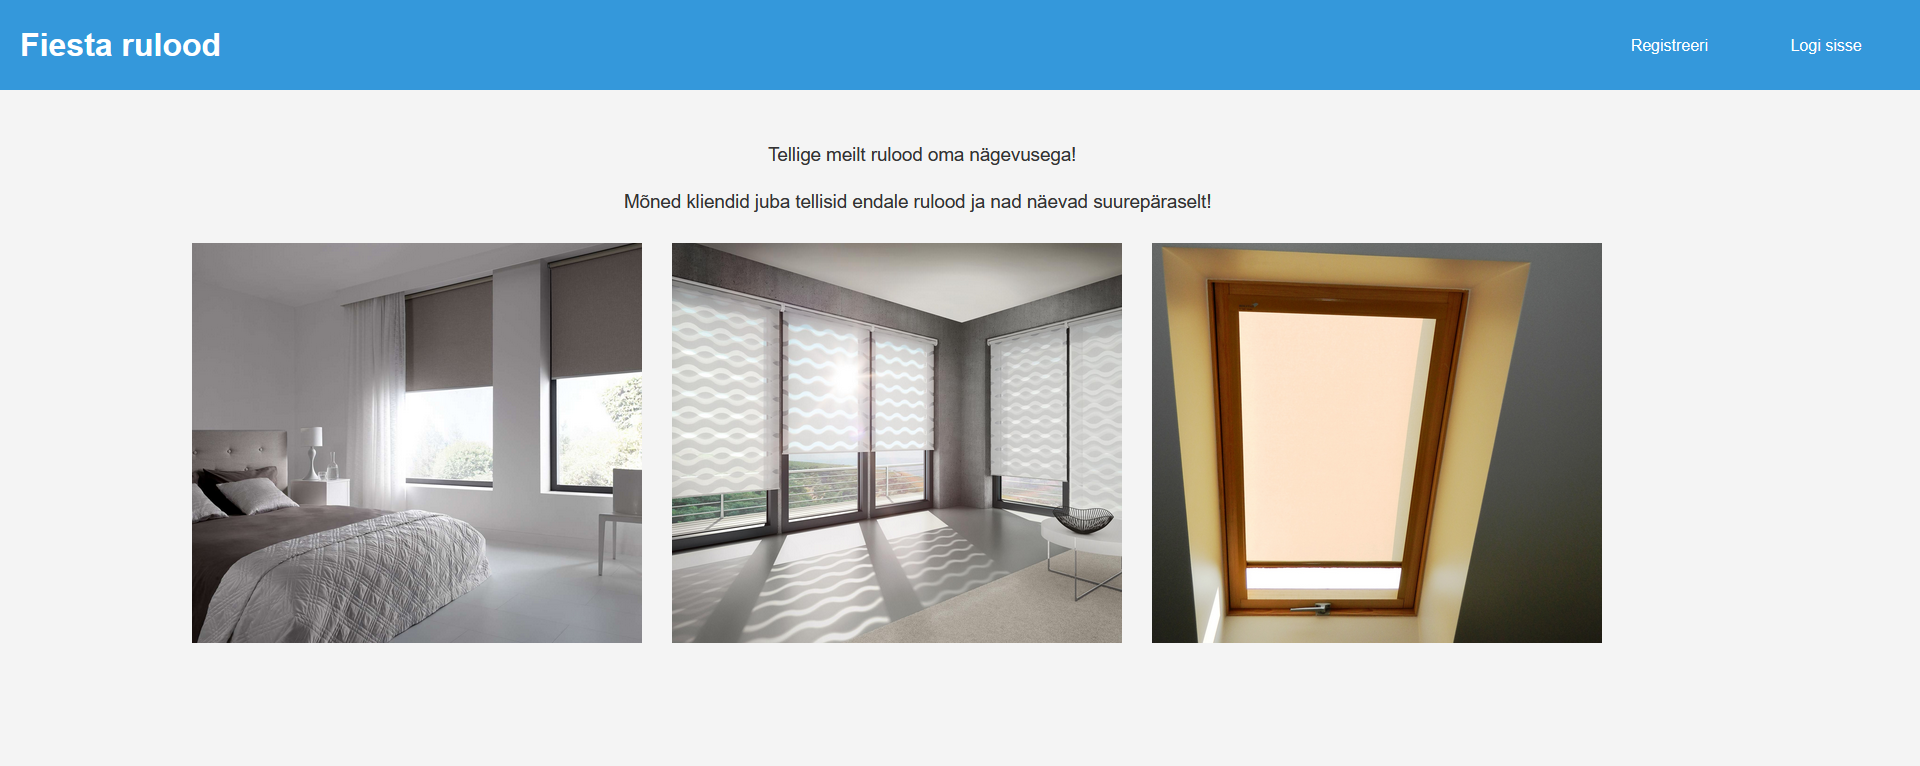 Fiesta rulood
Registreeri
Logi sisse
Tellige meilt rulood oma nägevusega!
Mõned kliendid juba tellisid endale rulood ja nad näevad suurepäraselt!